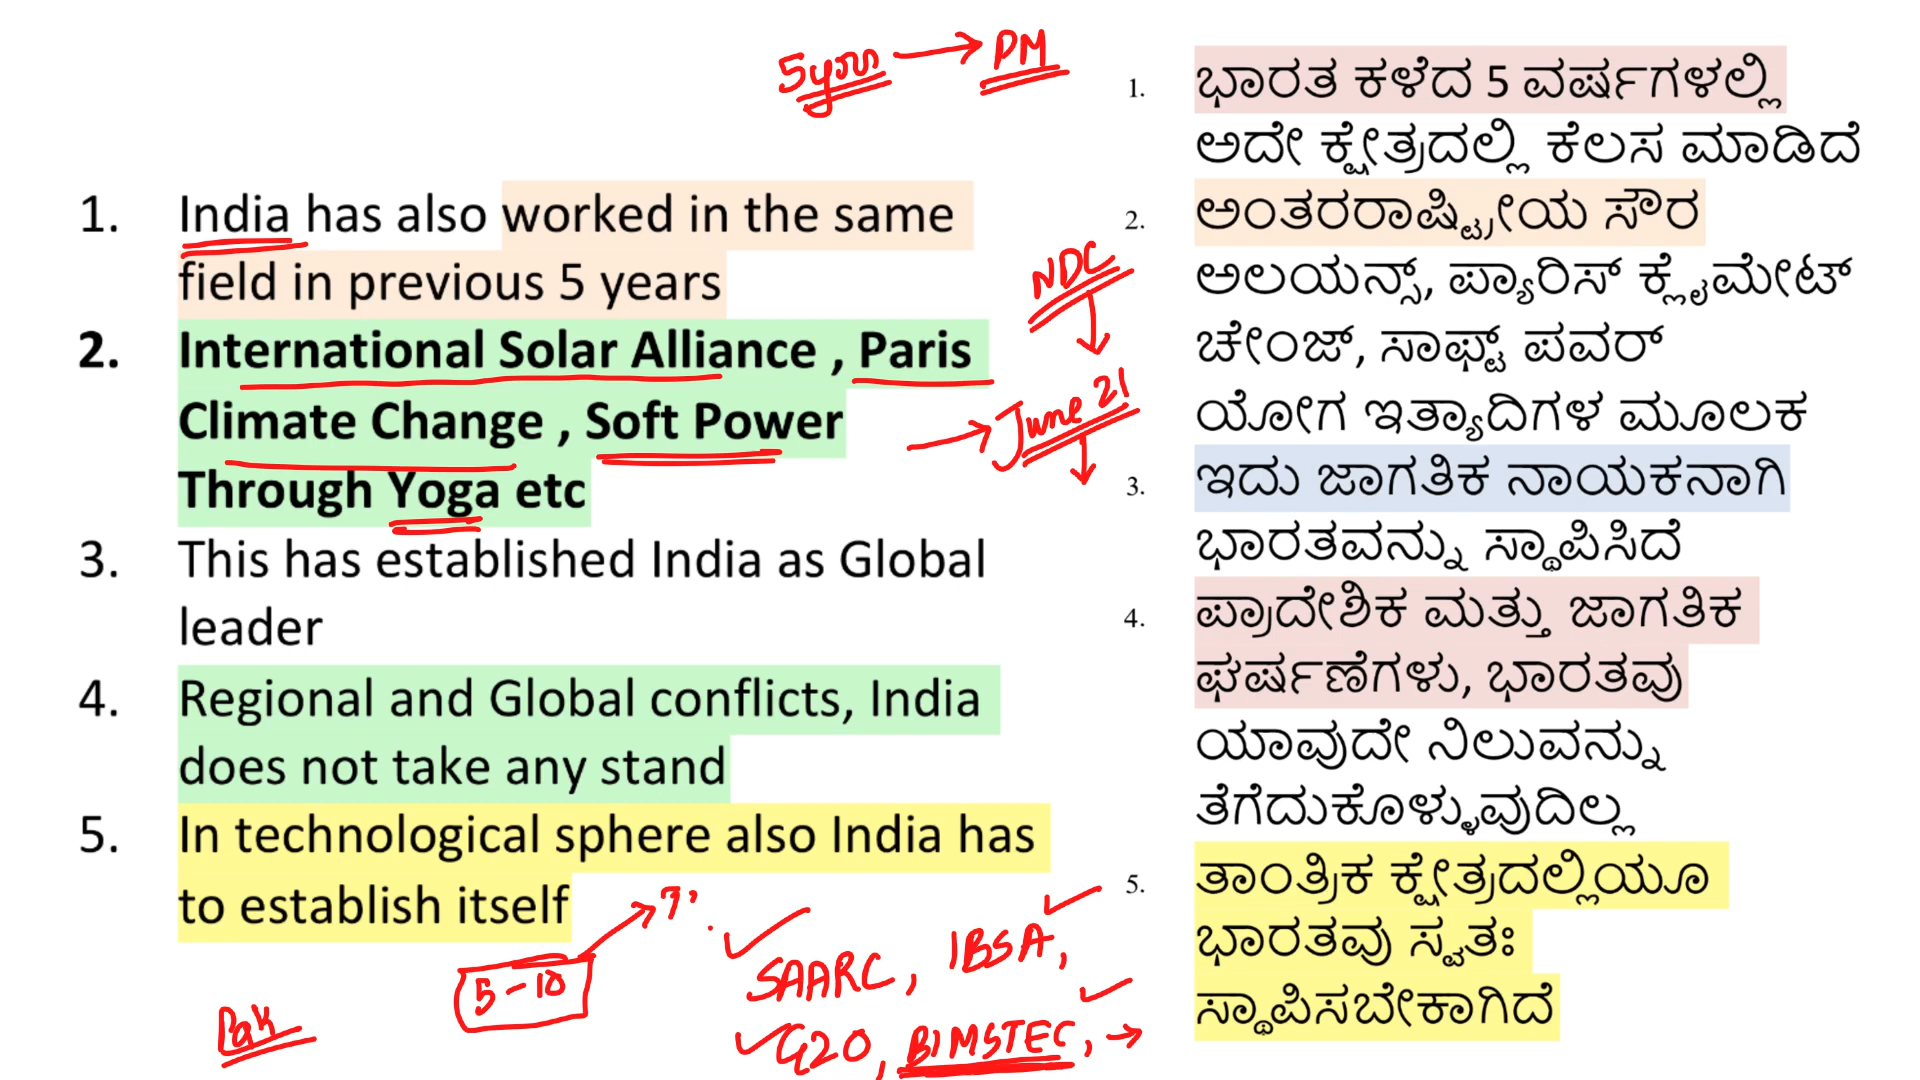 5yrs → PM
1. India has also worked in the same
field in previous 5 years
2. International Solar Alliance , Paris
Climate Change , Soft Power
Through Yoga etc
3. This has established India as Global
leader
4. Regional and Global conflicts, India
does not take any stand
5. In technological sphere also India has
to establish itself
NDC
June 21
5-10
SAARC, IBSA,
Pak
G20, BIMSTEC, →
1. ಭಾರತ ಕಳೆದ 5 ವರ್ಷಗಳಲ್ಲಿ
ಅದೇ ಕ್ಷೇತ್ರದಲ್ಲಿ ಕೆಲಸ ಮಾಡಿದೆ
2. ಅಂತರರಾಷ್ಟ್ರೀಯ ಸೌರ
ಅಲಯನ್ಸ್, ಪ್ಯಾರಿಸ್ ಕ್ಲೈಮೇಟ್
ಚೇಂಜ್, ಸಾಫ್ಟ್ ಪವರ್
ಯೋಗ ಇತ್ಯಾದಿಗಳ ಮೂಲಕ
3. ಇದು ಜಾಗತಿಕ ನಾಯಕನಾಗಿ
ಭಾರತವನ್ನು ಸ್ಥಾಪಿಸಿದೆ
4. ಪ್ರಾದೇಶಿಕ ಮತ್ತು ಜಾಗತಿಕ
ಘರ್ಷಣೆಗಳು, ಭಾರತವು
ಯಾವುದೇ ನಿಲುವನ್ನು
ತೆಗೆದುಕೊಳ್ಳುವುದಿಲ್ಲ
5. ತಾಂತ್ರಿಕ ಕ್ಷೇತ್ರದಲ್ಲಿಯೂ
ಭಾರತವು ಸ್ವತಃ
ಸ್ಥಾಪಿಸಬೇಕಾಗಿದೆ